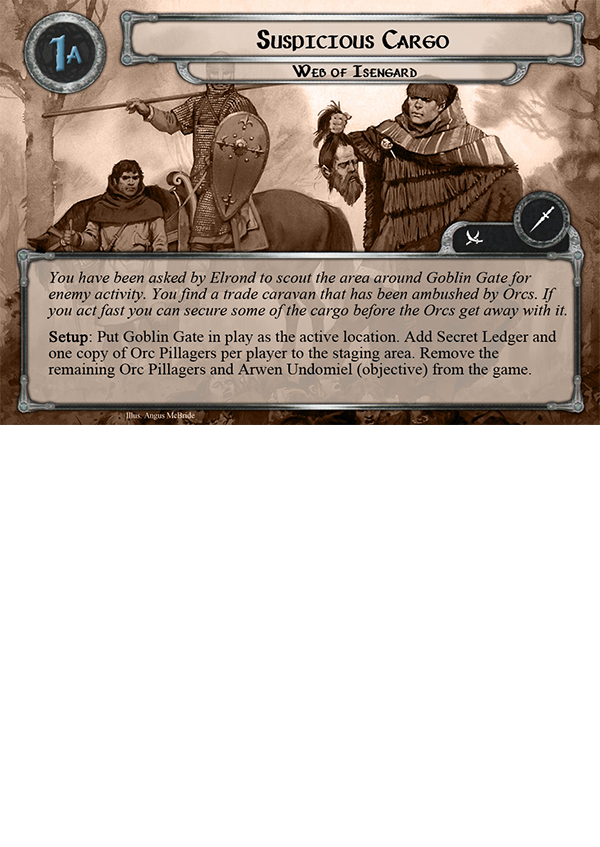 1A
Suspicious Cargo
Web of Isengard
You have been asked by Elrond to scout the area around Goblin Gate for
enemy activity. You find a trade caravan that has been ambushed by Orcs. If
you act fast you can secure some of the cargo before the Orcs get away with it.
Setup: Put Goblin Gate in play as the active location. Add Secret Ledger and
one copy of Orc Pillagers per player to the staging area. Remove the
remaining Orc Pillagers and Arwen Undomiel (objective) from the game.
Illus. Angus McBride